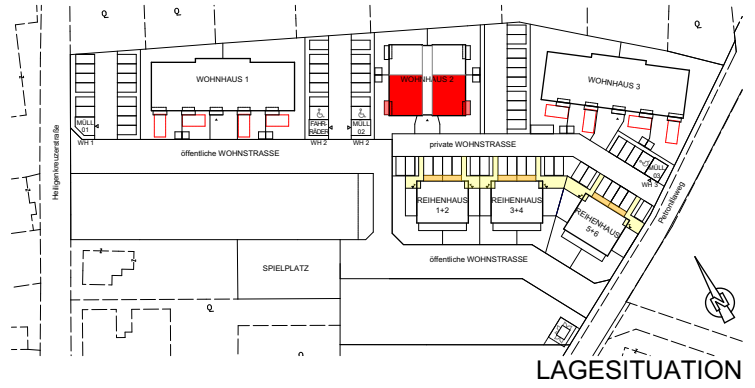 WOHNHAUS 1
WOHNHAUS 2
WOHNHAUS 3
MÜLL
01
WH 1
FAHR-
RÄDER
WH 2
MÜLL
02
WH 2
MÜLL
03
WH 3
Heiligenkreuzerstraße
öffentliche WOHNSTRASSE
private WOHNSTRASSE
REIHENHAUS
1+2
REIHENHAUS
3+4
REIHENHAUS
5+6
Petronillaweg
SPIELPLATZ
öffentliche WOHNSTRASSE
N
LAGESITUATION